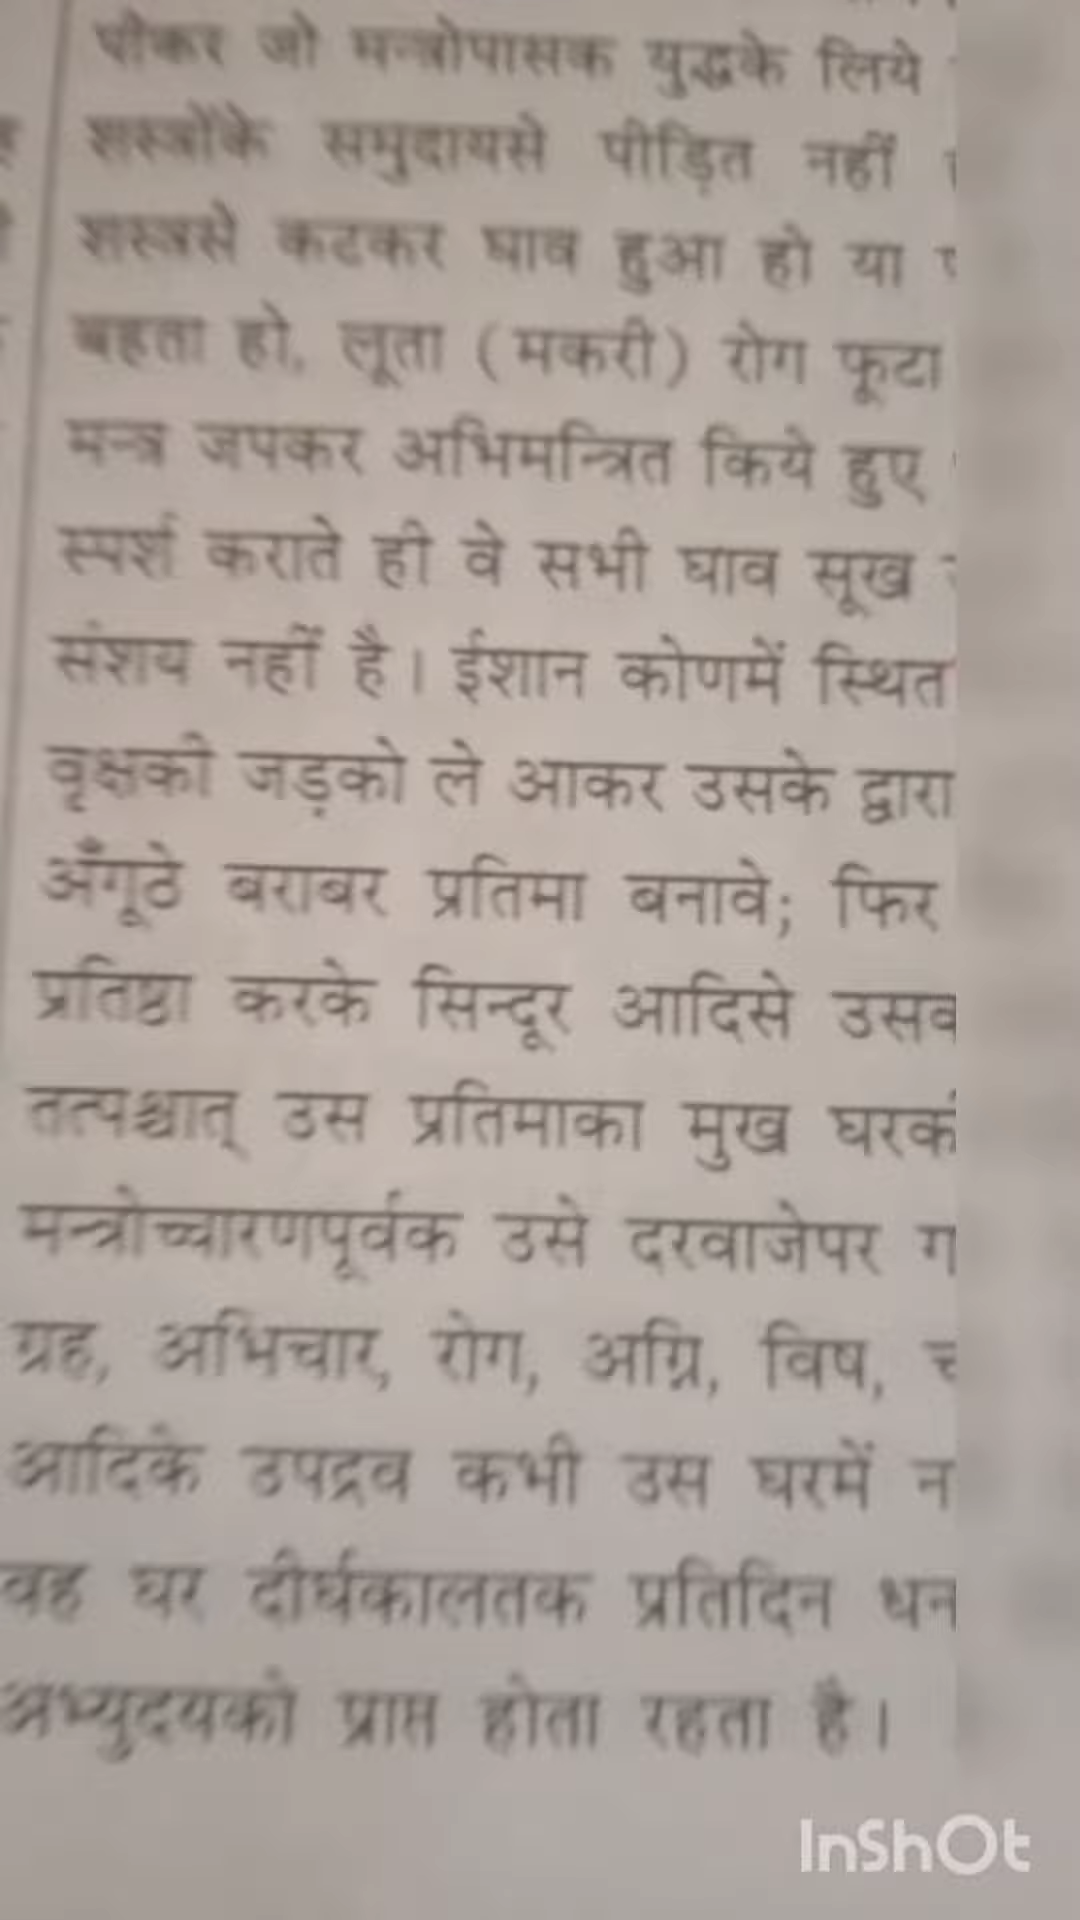 पीकर जो मन्त्रोपासक युद्धके लिये
शस्त्रोंके समुदायसे पीड़ित नहीं
शस्त्रसे कटकर घाव हुआ हो या
बहता हो, लूता (मकरी) रोग फूटा
मन्त्र जपकर अभिमन्त्रित किये हुए
स्पर्श कराते ही वे सभी घाव सूख
संशय नहीं है। ईशान कोणमें स्थित
वृक्षकी जड़को ले आकर उसके द्वारा
अँगूठे बराबर प्रतिमा बनावे; फिर
प्रतिष्ठा करके सिन्दूर आदिसे
तत्पश्चात् उस प्रतिमाका मुख
मन्त्रोच्चारणपूर्वक उसे दरवाजेपर
ग्रह, अभिचार, रोग, अग्नि, विष,
आदिके उपद्रव कभी उस घरमें
वह घर दीर्घकालतक प्रतिदिन धन
अभ्युदयको प्राप्त होता रहता है।
InShOt